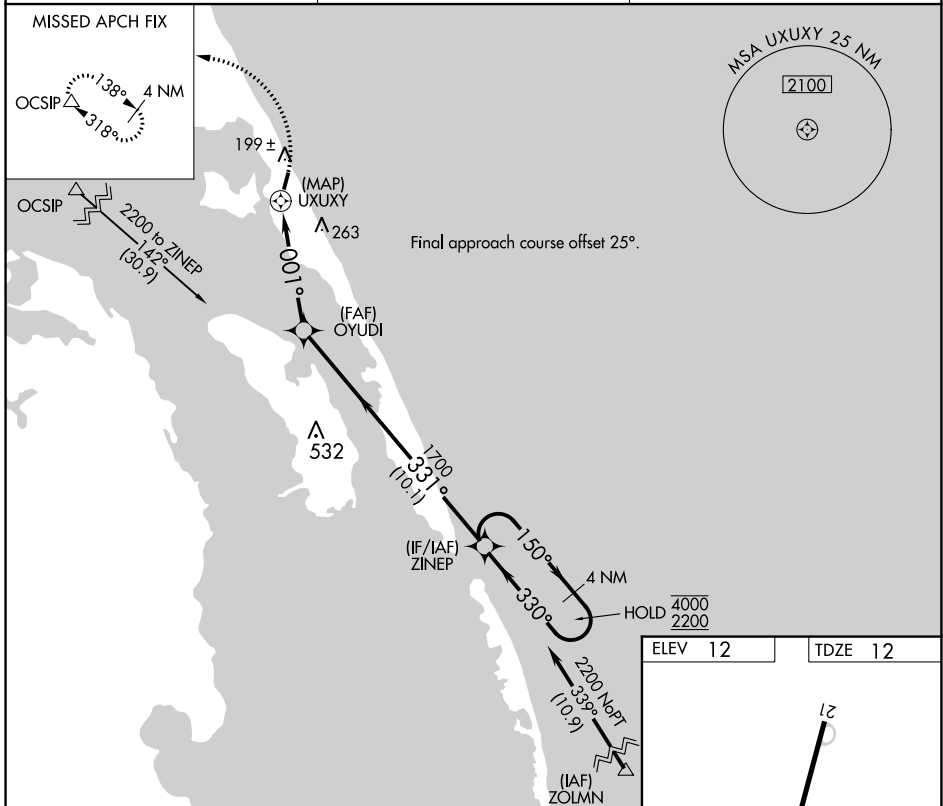 MISSED APCH FIX
OCSIP
138°
4 NM
318°
MSA UXUXY 25 NM
2100
199 ±
(MAP)
UXUXY
263
OCSIP
2200 to ZINEP
142°
(30.9)
Final approach course offset 25°.
001°
(FAF)
OYUDI
532
1700
331°
(10.1)
(IF/IAF)
ZINEP
150°
4 NM
330°
HOLD 4000
2200
2200 NoPT
339°
(10.9)
(IAF)
ZOLMN
ELEV 12
TDZE 12
21